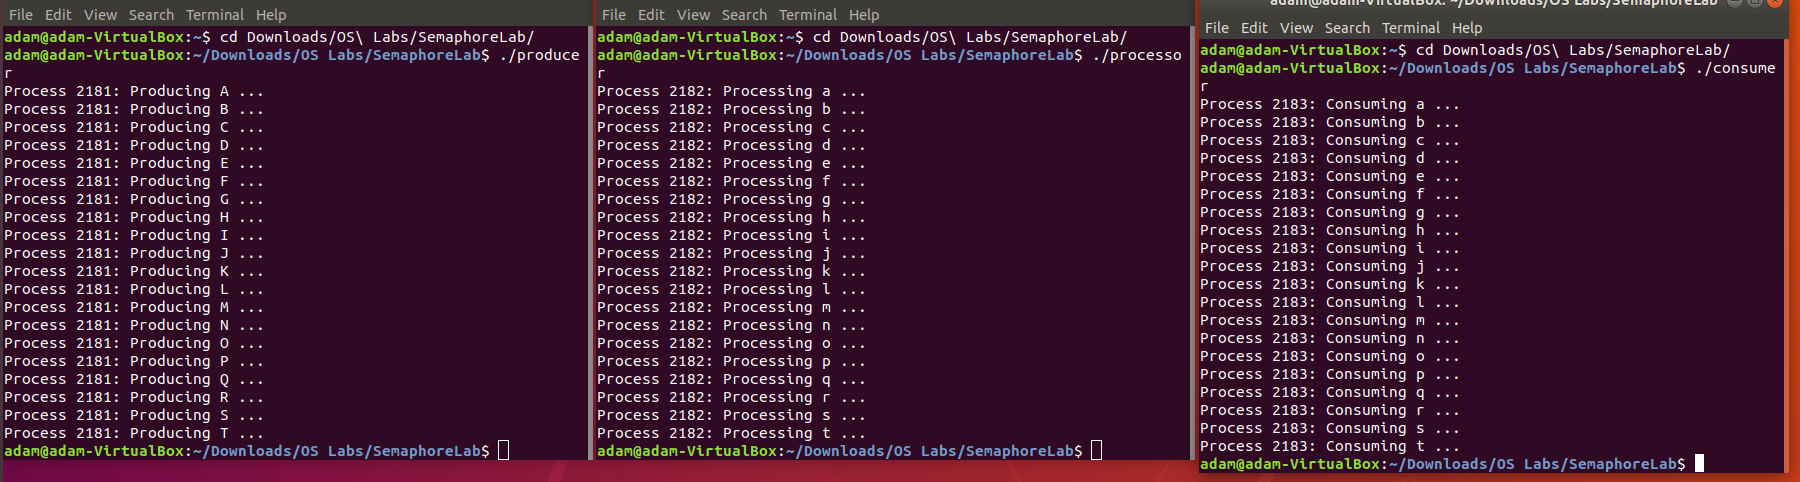 File Edit View Search Terminal Help
adam@adam-VirtualBox:~$ cd Downloads/OS\ Labs/SemaphoreLab/
adam@adam-VirtualBox:~/Downloads/OS Labs/SemaphoreLab$ ./produce
r
Process 2181: Producing A ...
Process 2181: Producing B ...
Process 2181: Producing C ...
Process 2181: Producing D ...
Process 2181: Producing E ...
Process 2181: Producing F ...
Process 2181: Producing G ...
Process 2181: Producing H ...
Process 2181: Producing I ...
Process 2181: Producing J ...
Process 2181: Producing K ...
Process 2181: Producing L ...
Process 2181: Producing M ...
Process 2181: Producing N ...
Process 2181: Producing O ...
Process 2181: Producing P ...
Process 2181: Producing Q ...
Process 2181: Producing R ...
Process 2181: Producing S ...
Process 2181: Producing T ...
adam@adam-VirtualBox:~/Downloads/OS Labs/SemaphoreLab$
File Edit View Search Terminal Help
adam@adam-VirtualBox:~$ cd Downloads/OS\ Labs/SemaphoreLab/
adam@adam-VirtualBox:~/Downloads/OS Labs/SemaphoreLab$ ./processo
r
Process 2182: Processing a ...
Process 2182: Processing b ...
Process 2182: Processing c ...
Process 2182: Processing d ...
Process 2182: Processing e ...
Process 2182: Processing f ...
Process 2182: Processing g ...
Process 2182: Processing h ...
Process 2182: Processing i ...
Process 2182: Processing j ...
Process 2182: Processing k ...
Process 2182: Processing l ...
Process 2182: Processing m ...
Process 2182: Processing n ...
Process 2182: Processing o ...
Process 2182: Processing p ...
Process 2182: Processing q ...
Process 2182: Processing r ...
Process 2182: Processing s ...
Process 2182: Processing t ...
adam@adam-VirtualBox:~/Downloads/OS Labs/SemaphoreLab$
adam@adam-VirtualBox: ~/Downloads/OS Labs/SemaphoreLab
File Edit View Search Terminal Help
adam@adam-VirtualBox:~$ cd Downloads/OS\ Labs/SemaphoreLab/
adam@adam-VirtualBox:~/Downloads/OS Labs/SemaphoreLab$ ./consume
r
Process 2183: Consuming a ...
Process 2183: Consuming b ...
Process 2183: Consuming c ...
Process 2183: Consuming d ...
Process 2183: Consuming e ...
Process 2183: Consuming f ...
Process 2183: Consuming g ...
Process 2183: Consuming h ...
Process 2183: Consuming i ...
Process 2183: Consuming j ...
Process 2183: Consuming k ...
Process 2183: Consuming l ...
Process 2183: Consuming m ...
Process 2183: Consuming n ...
Process 2183: Consuming o ...
Process 2183: Consuming p ...
Process 2183: Consuming q ...
Process 2183: Consuming r ...
Process 2183: Consuming s ...
Process 2183: Consuming t ...
adam@adam-VirtualBox:~/Downloads/OS Labs/SemaphoreLab$